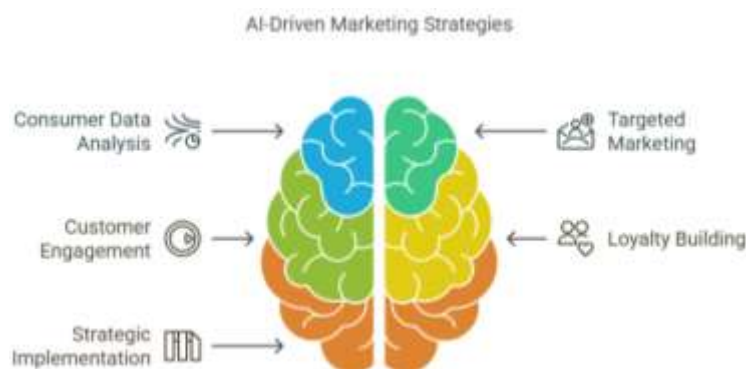 AI-Driven Marketing Strategies
Consumer Data
Analysis
Targeted
Marketing
Customer
Engagement
Loyalty Building
Strategic
Implementation